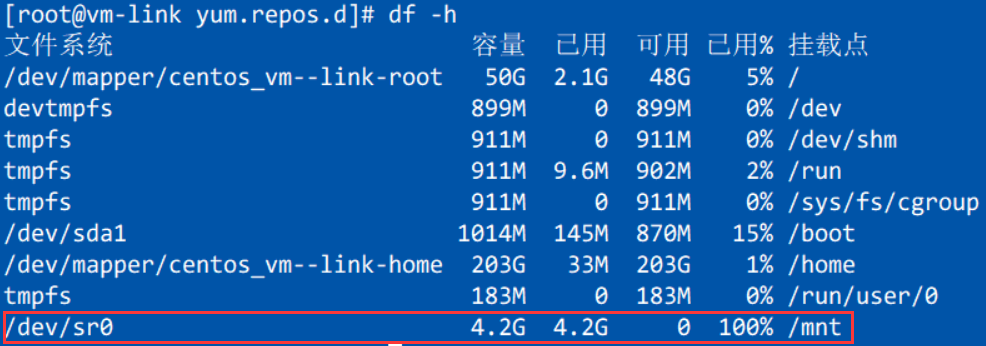 [root@vm-link yum.repos.d]# df -h
文件系统 容量 已用 可用 已用% 挂载点
/dev/mapper/centos_vm--link-root 50G 2.1G 48G 5% /
devtmpfs 899M 0 899M 0% /dev
tmpfs 911M 0 911M 0% /dev/shm
tmpfs 911M 9.6M 902M 2% /run
tmpfs 911M 0 911M 0% /sys/fs/cgroup
/dev/sda1 1014M 145M 870M 15% /boot
/dev/mapper/centos_vm--link-home 203G 33M 203G 1% /home
tmpfs 183M 0 183M 0% /run/user/0
/dev/sr0 4.2G 4.2G 0 100% /mnt